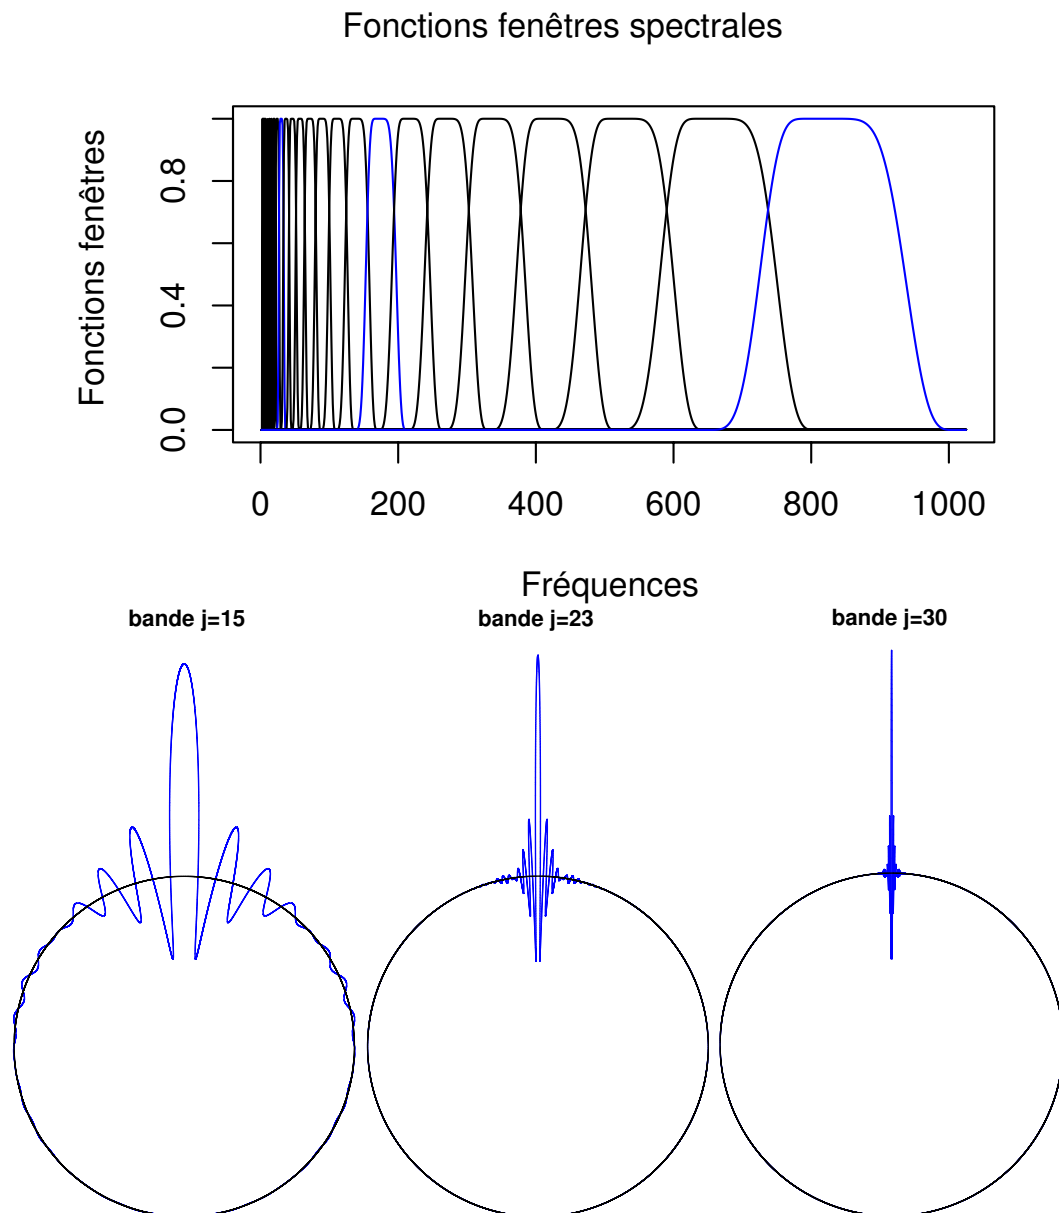 Fonctions fenêtres spectrales
Fonctions fenêtres
0.0 0.4 0.8
0 200 400 600 800 1000
Fréquences
bande j=15 bande j=23 bande j=30